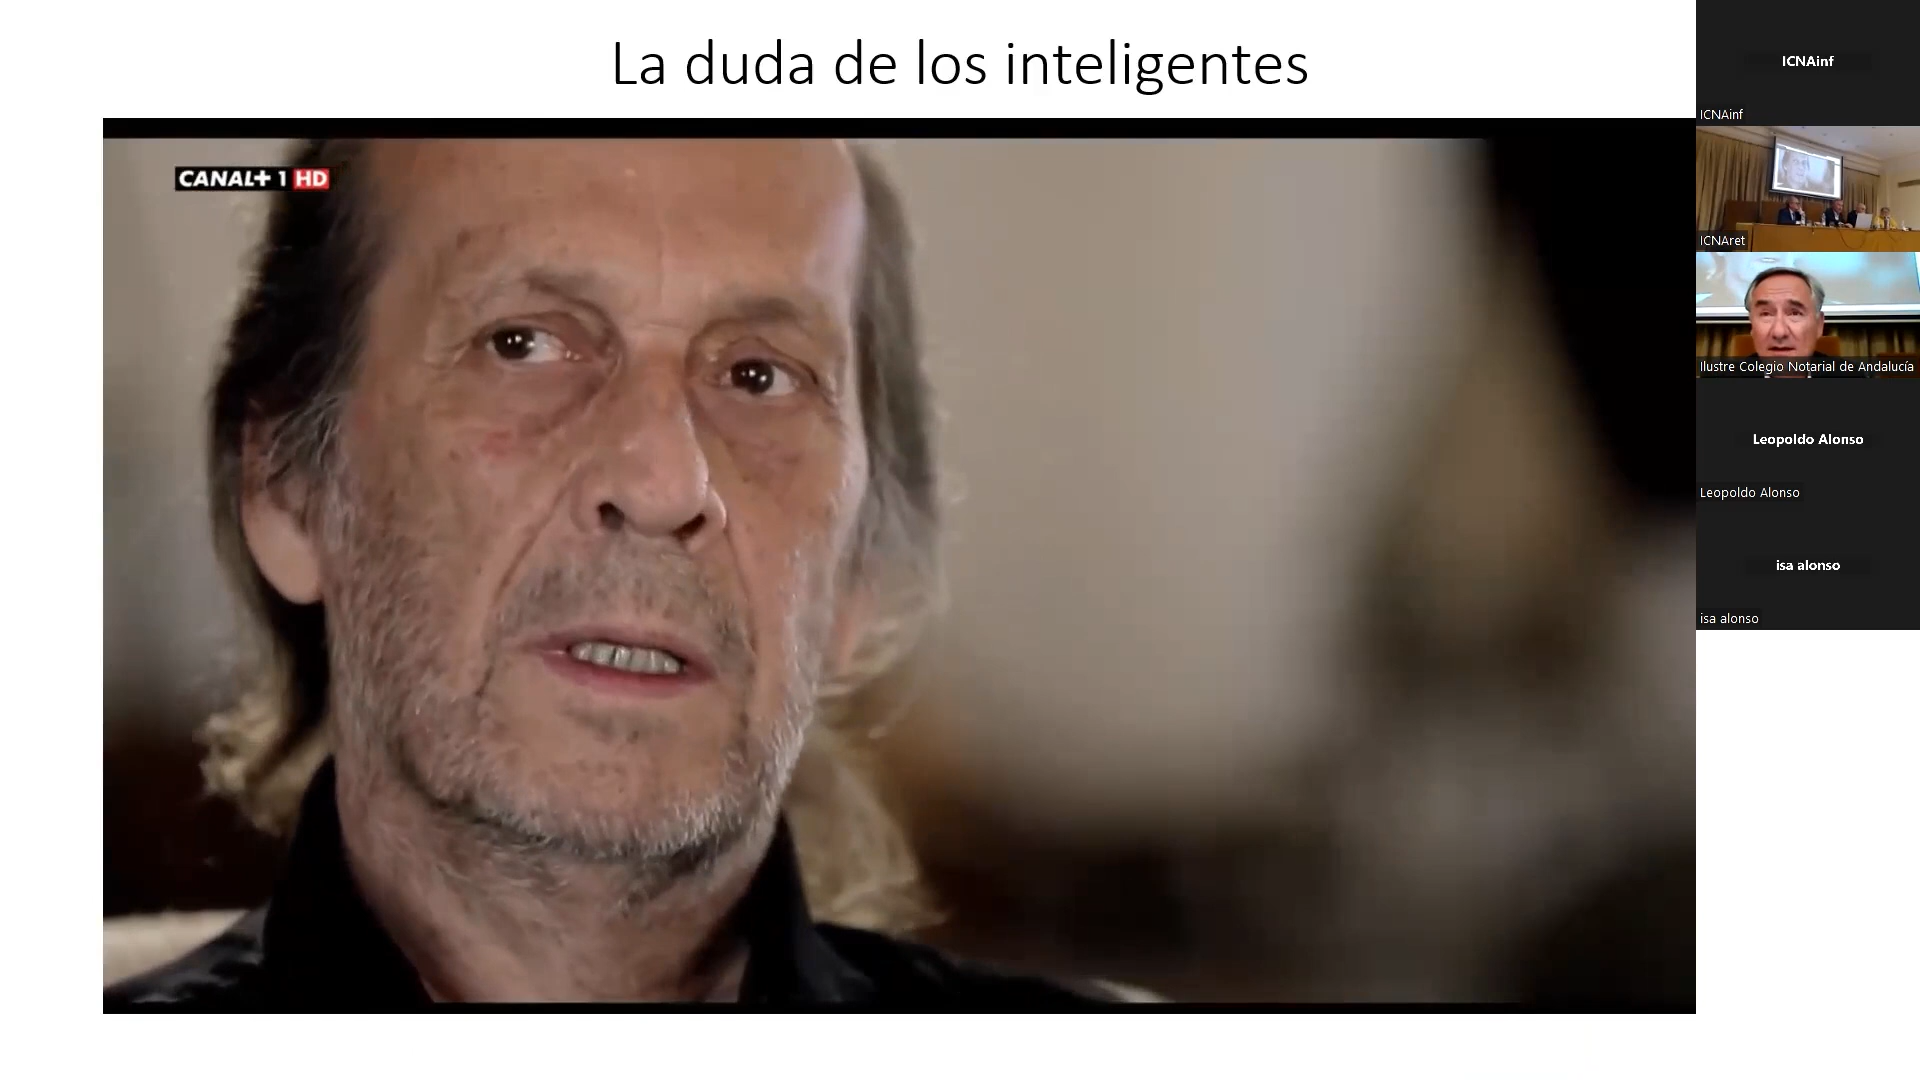 La duda de los inteligentes
CANAL+ 1 HD
ICNAinf
ICNAinf
ICNAret
Ilustre Colegio Notarial de Andalucía
Leopoldo Alonso
Leopoldo Alonso
isa alonso
isa alonso